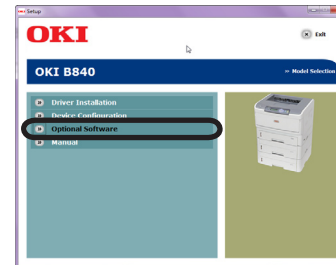 Setup
OKI
Exit
OKI B840
» Model Selection
Driver Installation
Device Configuration
Optional Software
Manual